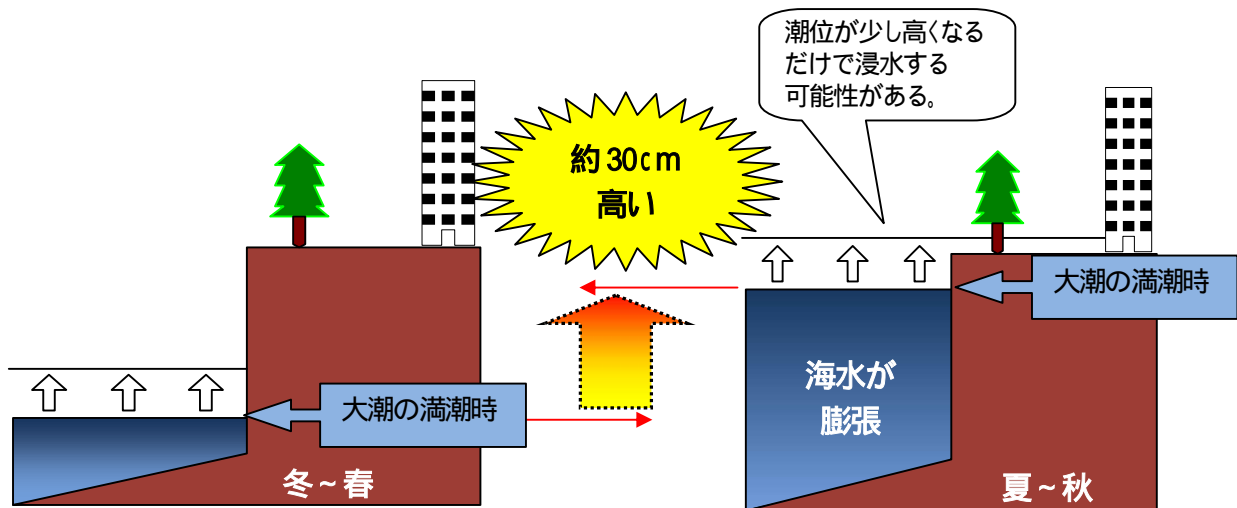 潮位が少し高くなる
だけで浸水する
可能性がある。
約30cm
高い
大潮の満潮時
海水が
膨張
大潮の満潮時
冬~春
夏~秋